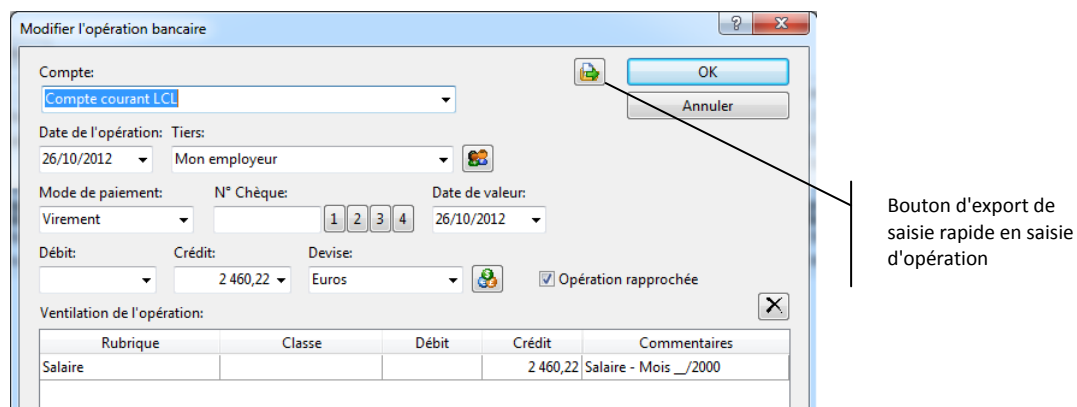 Modifier l'opération bancaire
?
X
Compte:
OK
Compte courant LCL
Annuler
Date de l'opération: Tiers:
26/10/2012 Mon employeur
Mode de paiement: N° Chèque: Date de valeur:
Virement 1 2 3 4 26/10/2012
Débit: Crédit: Devise:
2 460,22 Euros Opération rapprochée
Ventilation de l'opération:
Rubrique Classe Débit Crédit Commentaires
Salaire 2 460,22 Salaire - Mois __/2000
Bouton d'export de
saisie rapide en saisie
d'opération